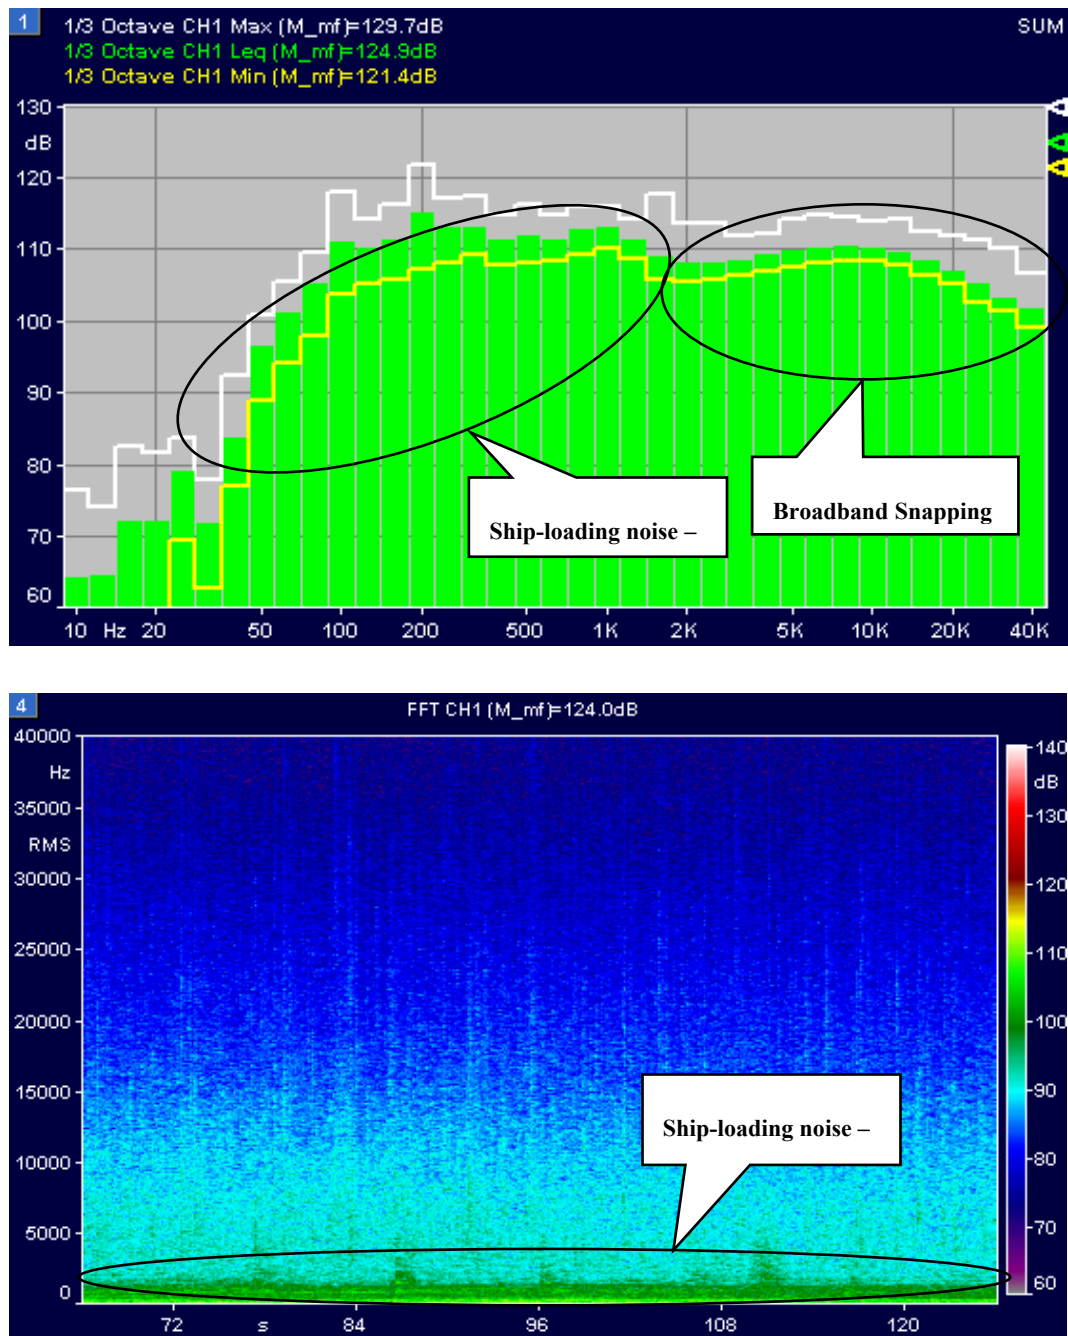 1
1/3 Octave CH1 Max (M_mf)=129.7dB
SUM
1/3 Octave CH1 Leq (M_mf)=124.9dB
1/3 Octave CH1 Min (M_mf)=121.4dB
130
dB
120
110
100
90
80
70
60
Ship-loading noise –
Broadband Snapping
10 Hz 20 50 100 200 500 1K 2K 5K 10K 20K 40K
4
FFT CH1 (M_mf)=124.0dB
40000
Hz
35000
RMS
30000
25000
20000
15000
10000
5000
0
140
dB
130
120
110
100
90
80
70
60
Ship-loading noise –
72 s 84 96 108 120